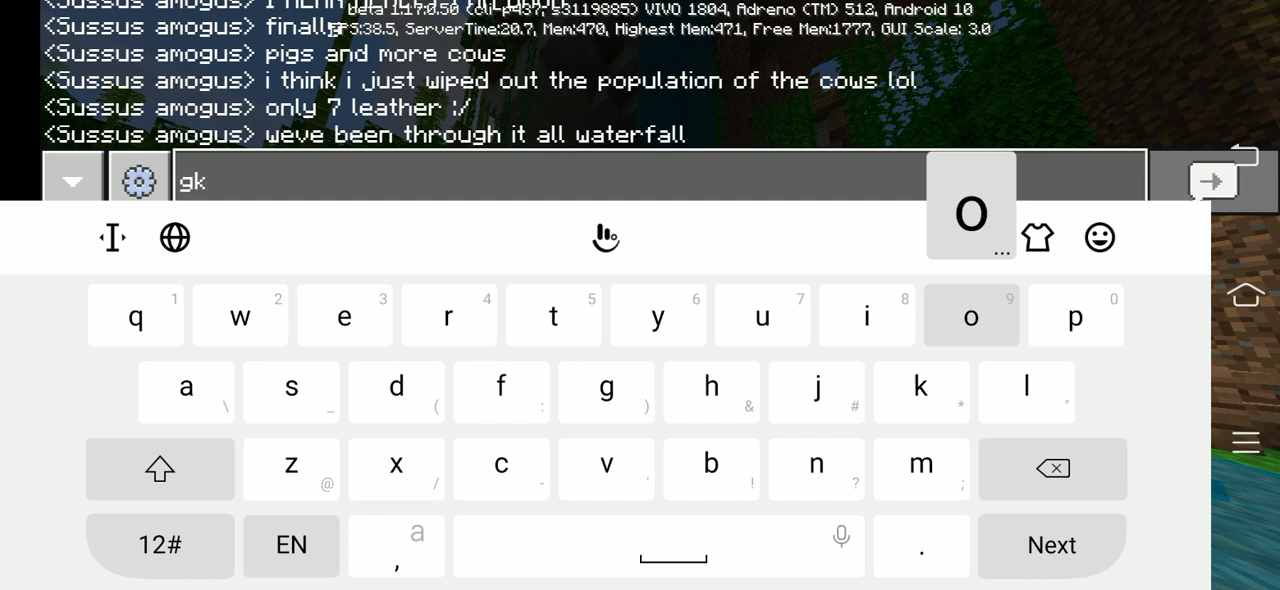 <Sussus amogus> i
beta 1.17.0.50 (cli-p437, s3119885) VIVO 1804, Adreno (TM) 512, Android 10
<Sussus amogus> finally
FPS:38.5, ServerTime:20.7, Mem:470, Highest Mem:471, Free Mem:1777, GUI Scale: 3.0
<Sussus amogus> pigs and more cows
<Sussus amogus> i think i just wiped out the population of the cows lol
<Sussus amogus> only 7 leather :/
<Sussus amogus> weve been through it all waterfall
gk
o
...
q 1 w 2 e 3 r 4 t 5 y 6 u 7 i 8 o 9 p 0
a \ s _ d ( f : g ) h & j # k * l "
z @ x / c - v ' b ! n ? m ;
12# EN , a . Next